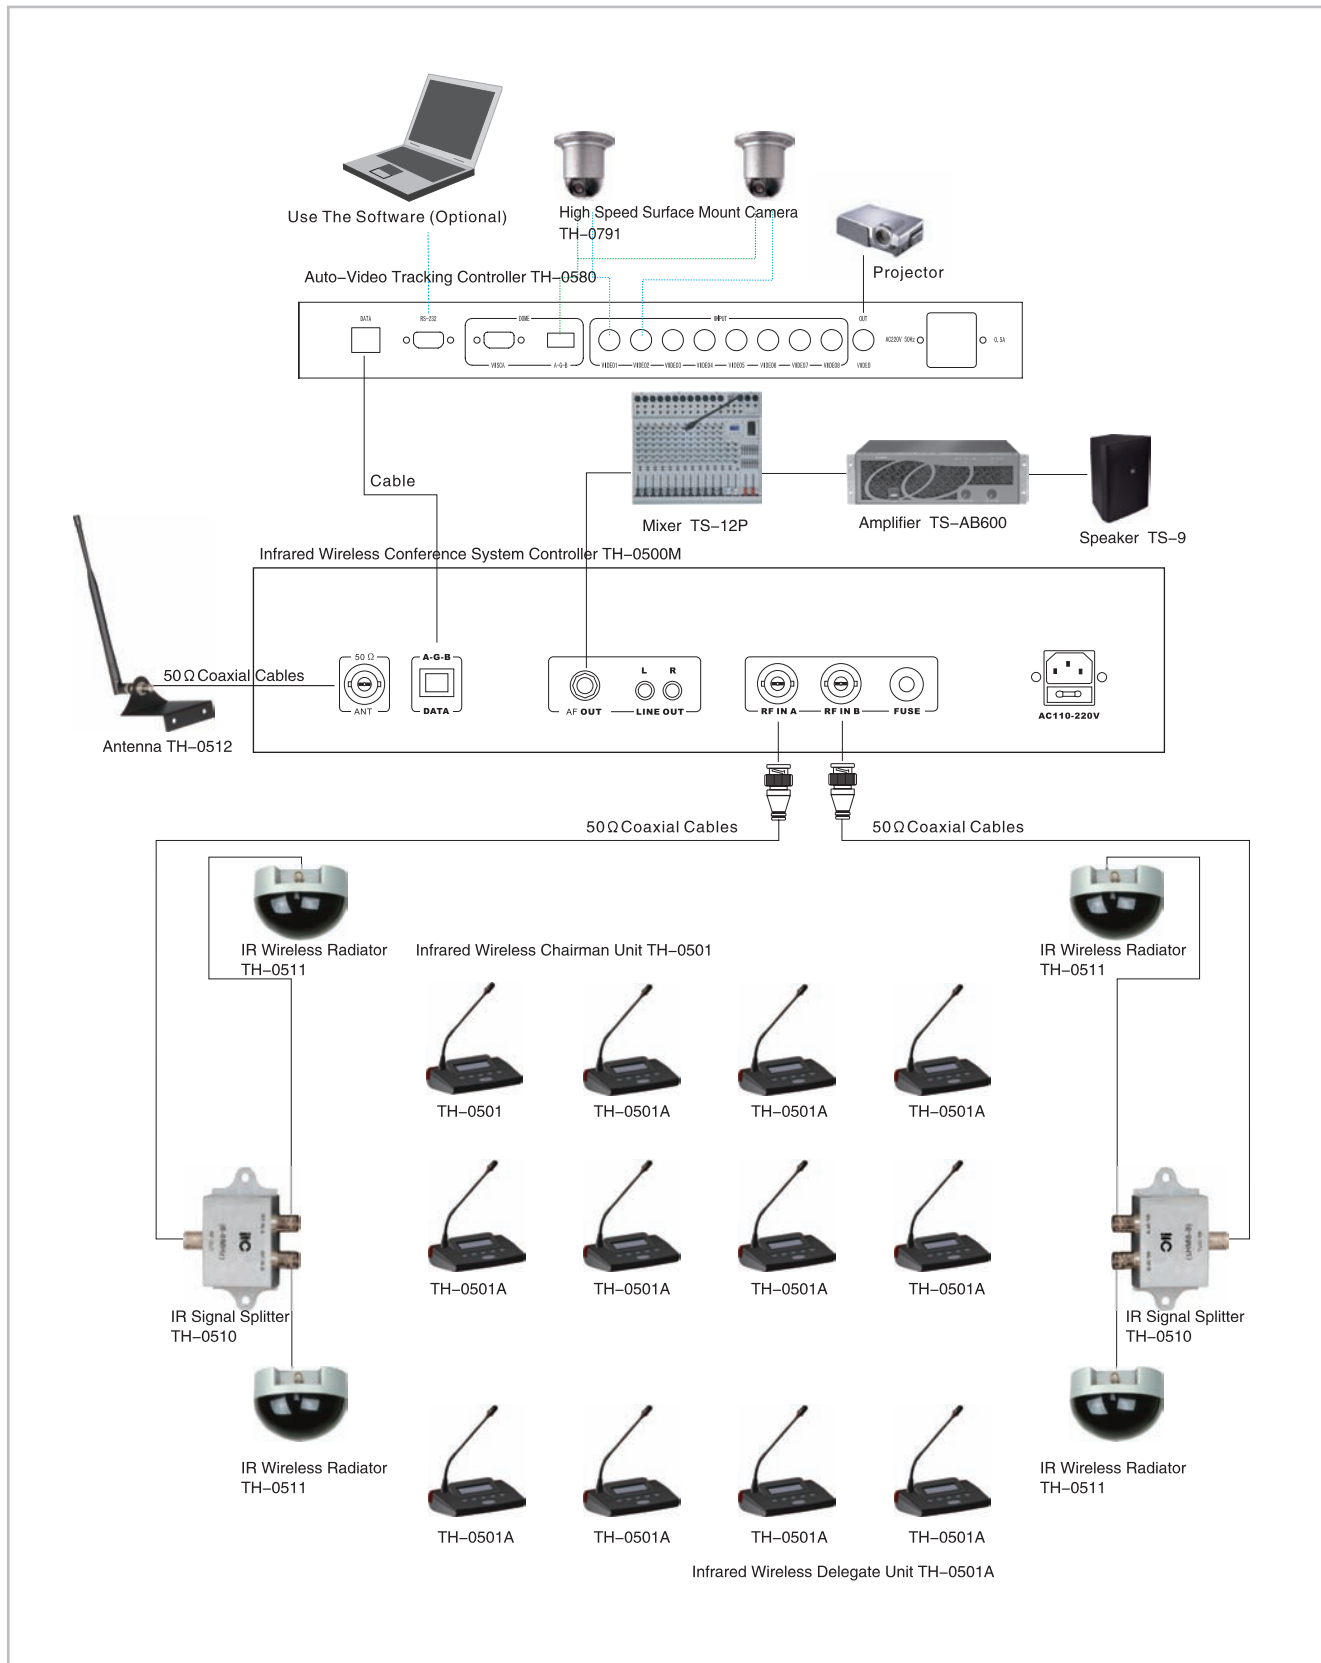 Use The Software (Optional)
High Speed Surface Mount Camera
TH-0791
Projector
Auto-Video Tracking Controller TH-0580
DATA
RS-232
DOME
INPUT
OUT
AC220V 50Hz
0.5A
VISCA
A-G-B
VIDEO1
VIDEO2
VIDEO3
VIDEO4
VIDEO5
VIDEO6
VIDEO7
VIDEO8
VIDEO
Cable
Mixer TS-12P
Amplifier TS-AB600
Speaker TS-9
Infrared Wireless Conference System Controller TH-0500M
50Ω Coaxial Cables
50 Ω
ANT
A-G-B
DATA
AF OUT
L R
LINE OUT
RF IN A
RF IN B
FUSE
AC110-220V
Antenna TH-0512
50Ω Coaxial Cables
50Ω Coaxial Cables
IR Wireless Radiator
TH-0511
Infrared Wireless Chairman Unit TH-0501
IR Wireless Radiator
TH-0511
TH-0501
TH-0501A
TH-0501A
TH-0501A
TH-0501A
TH-0501A
TH-0501A
TH-0501A
IR Signal Splitter
TH-0510
IR Signal Splitter
TH-0510
IR Wireless Radiator
TH-0511
IR Wireless Radiator
TH-0511
TH-0501A
TH-0501A
TH-0501A
TH-0501A
Infrared Wireless Delegate Unit TH-0501A